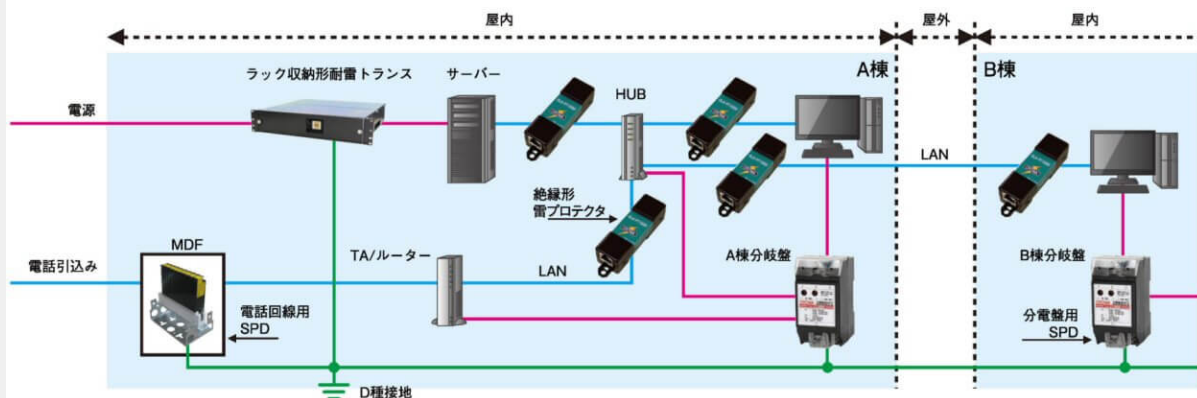 屋内
屋外
屋内
A棟
B棟
ラック収納形耐雷トランス
サーバー
HUB
電源
LAN
絶縁形
雷プロテクタ
MDF
TA/ルーター
LAN
A棟分岐盤
B棟分岐盤
電話引込み
電話回線用
SPD
分電盤用
SPD
D種接地